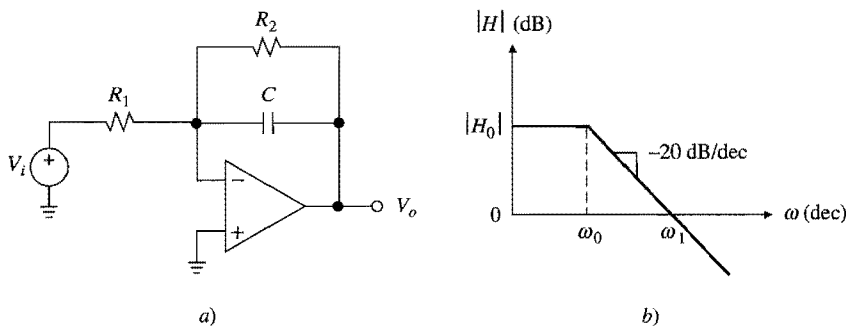 R₂
R₁
C
Vᵢ
+
−
+
Vₒ
a)
|H| (dB)
|H₀|
−20 dB/dec
0
ω₀
ω₁
ω (dec)
b)